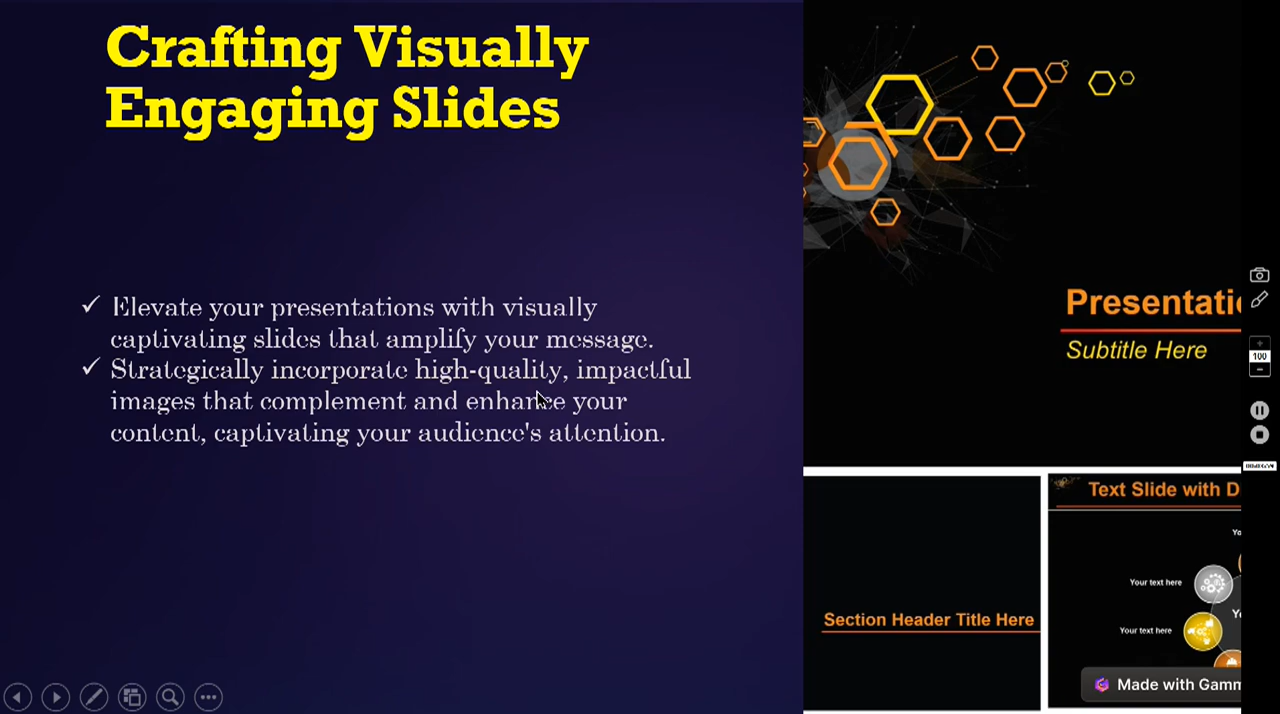 Crafting Visually
Engaging Slides
✓ Elevate your presentations with visually
captivating slides that amplify your message.
✓ Strategically incorporate high-quality, impactful
images that complement and enhance your
content, captivating your audience's attention.
Subtitle Here
100
Section Header Title Here
Text Slide with D
Your text here
Your text here
Made with